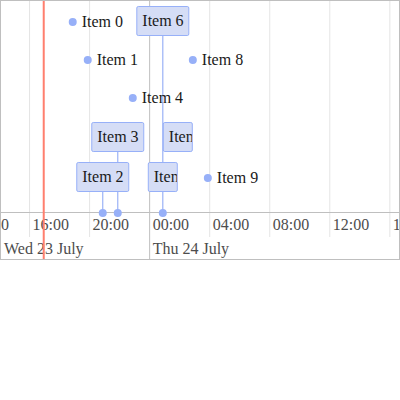 Item 0
Item 6
Item 1
Item 8
Item 4
Item 3
Item 2
Item 9
16:00
20:00
00:00
04:00
08:00
12:00
Wed 23 July
Thu 24 July